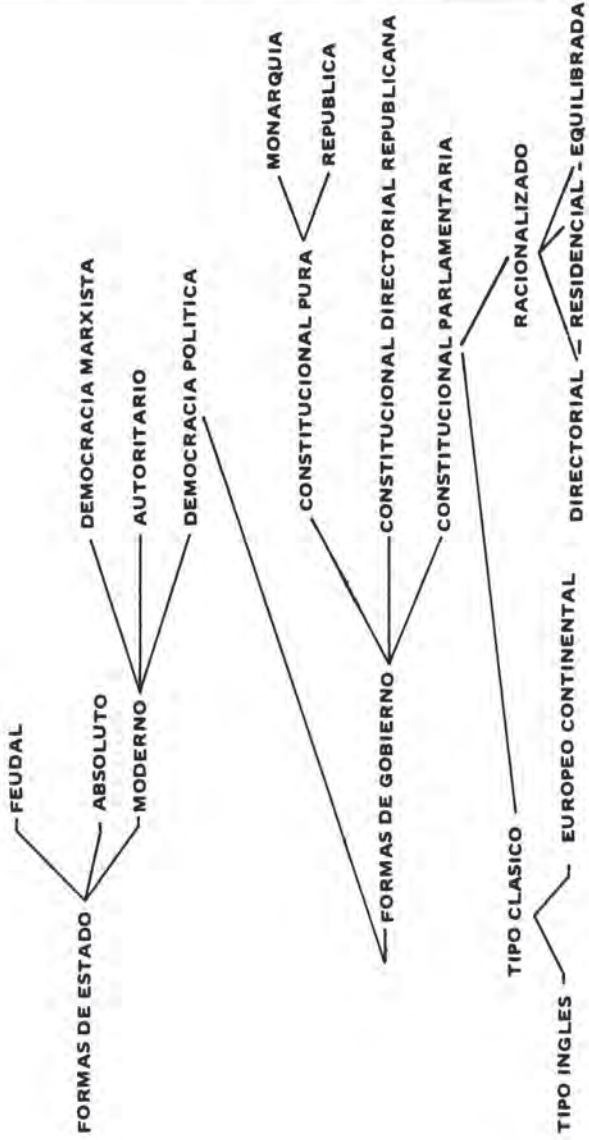 FORMAS DE ESTADO
FEUDAL
ABSOLUTO
MODERNO
DEMOCRACIA MARXISTA
AUTORITARIO
DEMOCRACIA POLITICA
FORMAS DE GOBIERNO
CONSTITUCIONAL PURA
MONARQUIA
REPUBLICA
CONSTITUCIONAL DIRECTORIAL REPUBLICANA
CONSTITUCIONAL PARLAMENTARIA
TIPO CLASICO
RACIONALIZADO
TIPO INGLES
EUROPEO CONTINENTAL
DIRECTORIAL - RESIDENCIAL - EQUILIBRADA